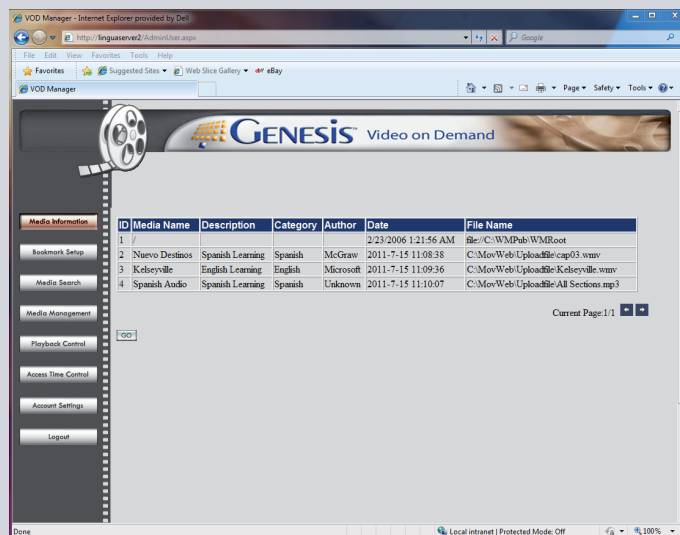 VOD Manager - Internet Explorer provided by Dell
http://linguaserver2/AdminUser.aspx
Google
File Edit View Favorites Tools Help
Favorites Suggested Sites Web Slice Gallery eBay
VOD Manager
Page Safety Tools
GENESIS Video on Demand
Media Information
Bookmark Setup
Media Search
Media Management
Playback Control
Access Time Control
Account Settings
Logout
ID Media Name Description Category Author Date File Name
1 / 2/23/2006 1:21:56 AM file://C:\WMPub\WMRoot
2 Nuevo Destinos Spanish Learning Spanish McGraw 2011-7-15 11:08:38 C:\MovWeb\Uploadfile\cap03.wmv
3 Kelseyville English Learning English Microsoft 2011-7-15 11:09:36 C:\MovWeb\Uploadfile\Kelseyville.wmv
4 Spanish Audio Spanish Learning Spanish Unknown 2011-7-15 11:10:07 C:\MovWeb\Uploadfile\All Sections.mp3
Current Page:1/1
GO
Done
Local intranet | Protected Mode: Off
100%